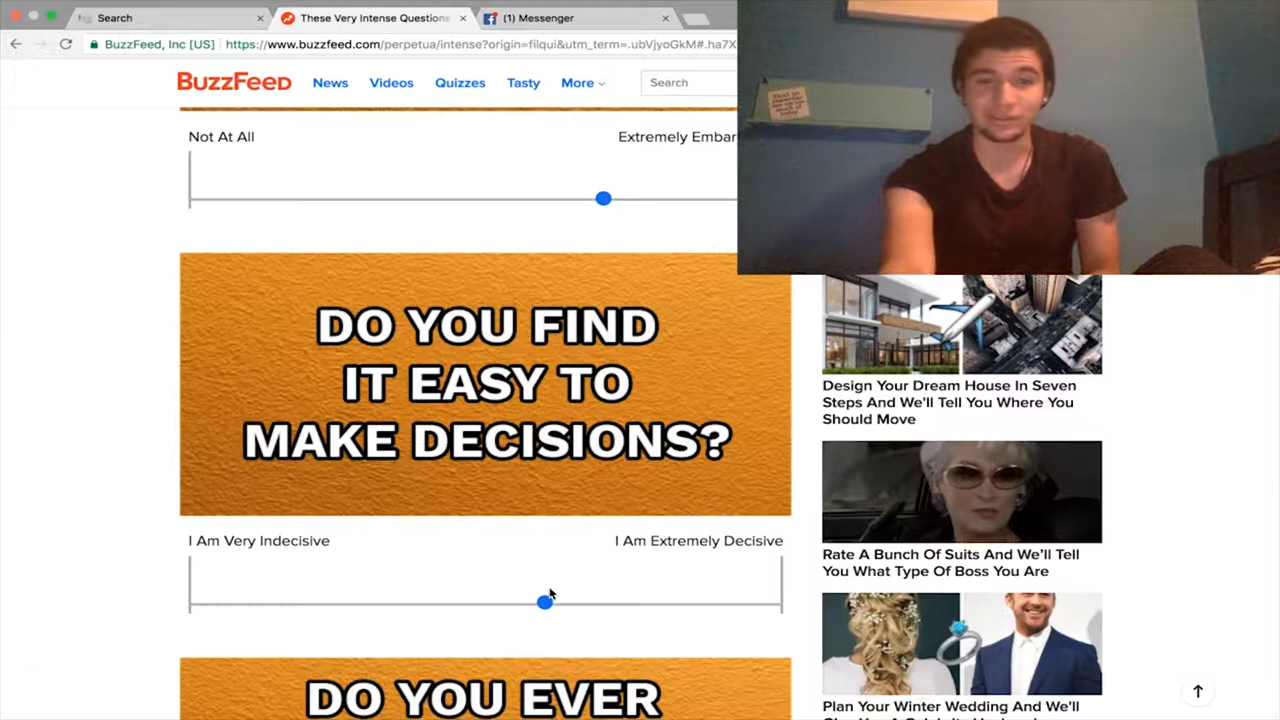 Search
These Very Intense Questions
(1) Messenger
BuzzFeed, Inc [US]
https://www.buzzfeed.com/perpetua/intense?origin=filqui&utm_term=.ubVjyoGkM#.ha7X
BuzzFeed
News
Videos
Quizzes
Tasty
More
Search
Not At All
Extremely Embar
DO YOU FIND
IT EASY TO
MAKE DECISIONS?
I Am Very Indecisive
I Am Extremely Decisive
DO YOU EVER
Design Your Dream House In Seven
Steps And We'll Tell You Where You
Should Move
Rate A Bunch Of Suits And We'll Tell
You What Type Of Boss You Are
Plan Your Winter Wedding And We'll